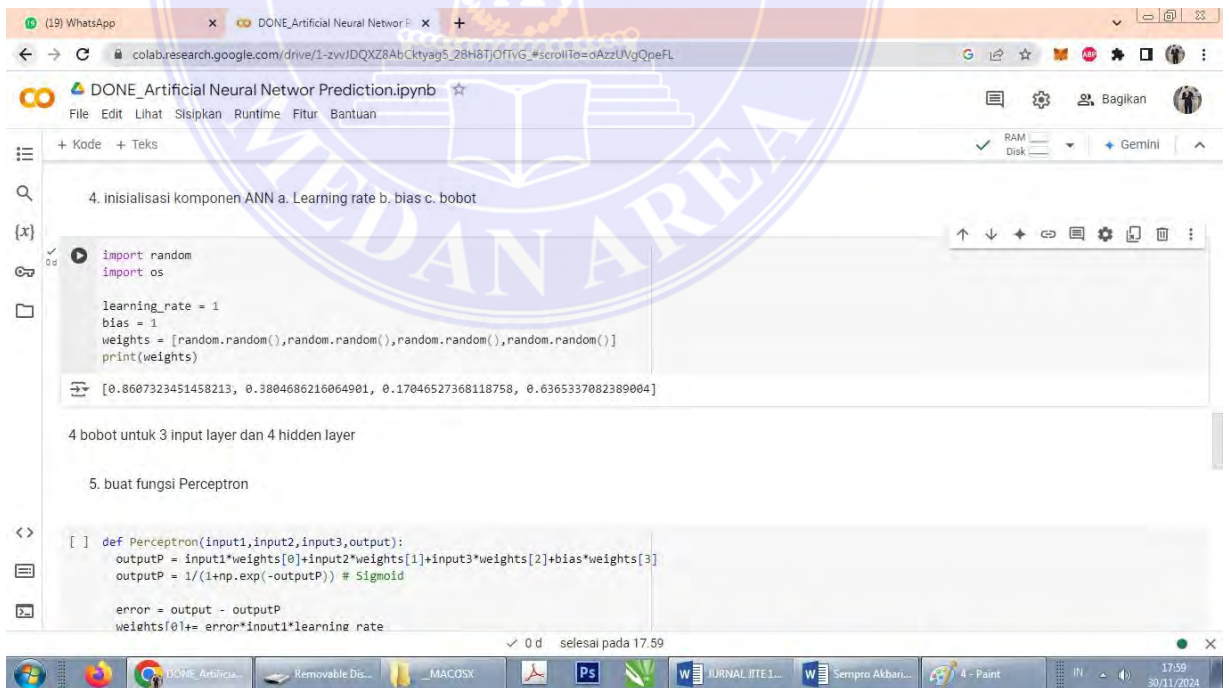 (19) WhatsApp
DONE_Artificial Neural Networ P
colab.research.google.com/drive/1-zvvJDQXZ8AbCktyag5_2BH8TjOfTvG_#scrollTo=oAzzUVgQpeFL
DONE_Artificial Neural Networ Prediction.ipynb
File Edit Lihat Sisipkan Runtime Fitur Bantuan
Bagikan
+ Kode + Teks
RAM
Disk
Gemini
4. inisialisasi komponen ANN a. Learning rate b. bias c. bobot
MEDAN AREA
0 d
import random
import os
learning_rate = 1
bias = 1
weights = [random.random(),random.random(),random.random(),random.random()]
print(weights)
[0.8607323451458213, 0.3804686216064901, 0.17046527368118758, 0.6365337082389004]
4 bobot untuk 3 input layer dan 4 hidden layer
5. buat fungsi Perceptron
[ ] def Perceptron(input1,input2,input3,output):
outputP = input1*weights[0]+input2*weights[1]+input3*weights[2]+bias*weights[3]
outputP = 1/(1+np.exp(-outputP)) # Sigmoid
error = output - outputP
weights[0]+= error*input1*learning_rate
0 d selesai pada 17.59
DONE_Artificia...
Removable Dis...
_MACOSX
Ps
JURNAL JITE 1...
Sempro Akbari...
4 - Paint
IN
17:59
30/11/2024